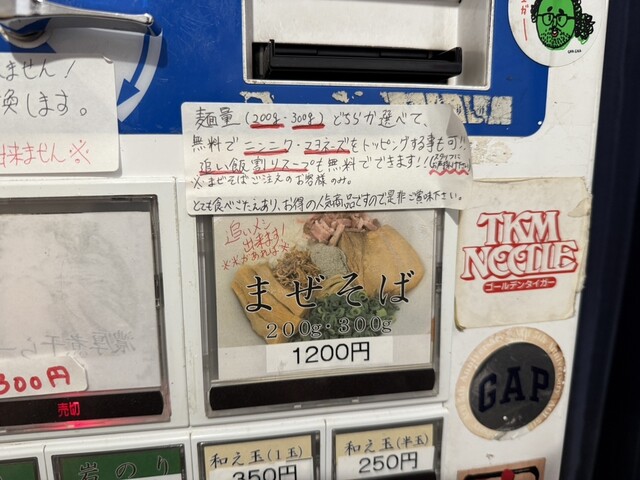 ません！
換します。
出来ません※
麺量(200g・300g)どちらか選べて、
無料でニンニク・マヨネーズをトッピングする事も可!!
追い飯割りスープも無料でできます!!
※まぜそばご注文のお客様のみ。
とても食べごたえあり、お得の人気商品ですので是非ご賞味下さい。
追いメシ
出来ます!
まぜそば
200g・300g
1200円
300円
売切
岩のり
和え玉(1玉)
350円
和え玉(半玉)
250円
TKM
NOODLE
ゴールデンタイガー
GAP